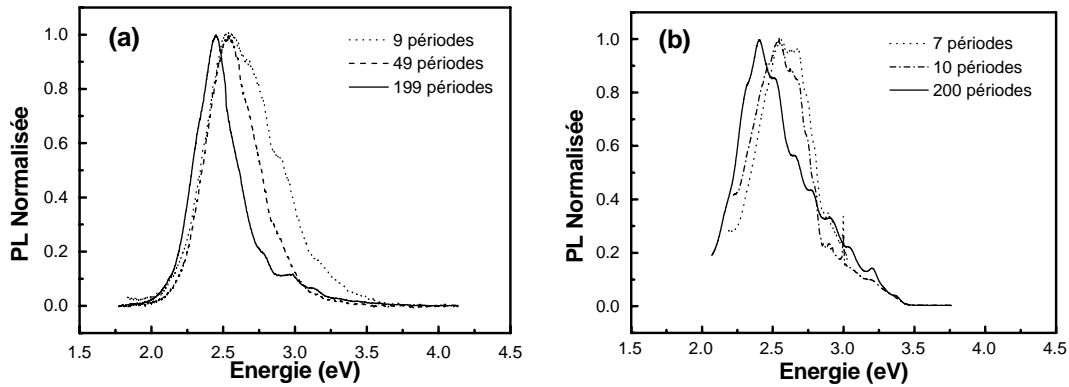 (a)
9 périodes
49 périodes
199 périodes
PL Normalisée
1.0
0.8
0.6
0.4
0.2
0.0
1.5 2.0 2.5 3.0 3.5 4.0 4.5
Energie (eV)
(b)
7 périodes
10 périodes
200 périodes
PL Normalisée
1.0
0.8
0.6
0.4
0.2
0.0
1.5 2.0 2.5 3.0 3.5 4.0 4.5
Energie (eV)